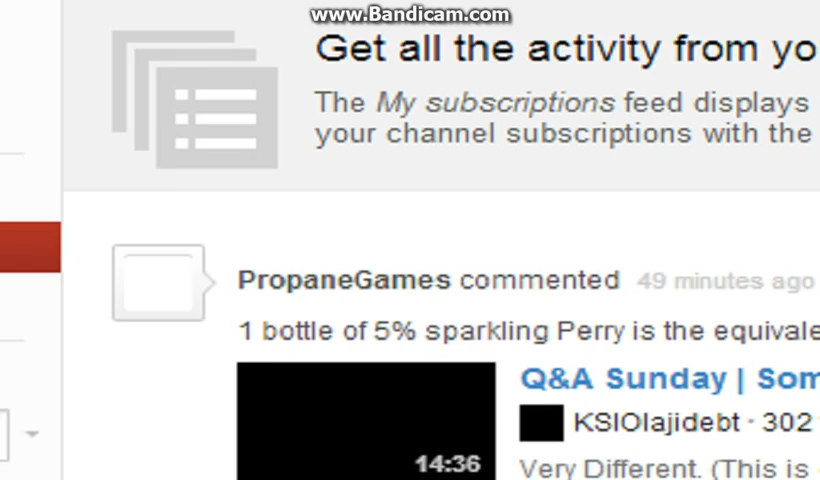 www.Bandicam.com
Get all the activity from yo
The My subscriptions feed displays
your channel subscriptions with the
PropaneGames commented 49 minutes ago
1 bottle of 5% sparkling Perry is the equivale
Q&A Sunday | Som
KSIOlajidebt · 302
14:36
Very Different. (This is